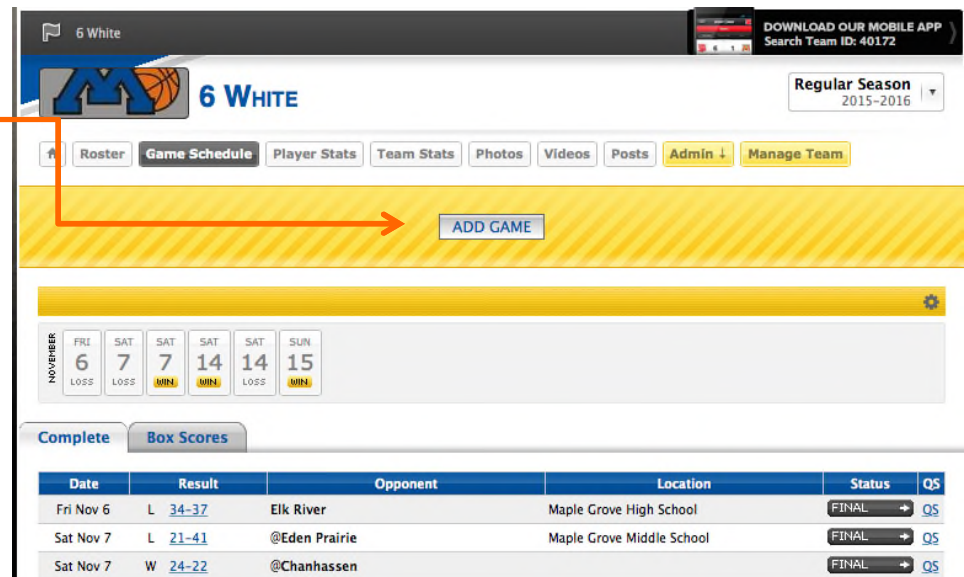 6 White
DOWNLOAD OUR MOBILE APP
Search Team ID: 40172
M
6 WHITE
Regular Season
2015-2016
Roster Game Schedule Player Stats Team Stats Photos Videos Posts Admin ↓ Manage Team
ADD GAME
NOVEMBER
FRI SAT SAT SAT SAT SUN
6 7 7 14 14 15
LOSS LOSS WIN WIN LOSS WIN
Complete Box Scores
Date Result Opponent Location Status QS
Fri Nov 6 L 34-37 Elk River Maple Grove High School FINAL QS
Sat Nov 7 L 21-41 @Eden Prairie Maple Grove Middle School FINAL QS
Sat Nov 7 W 24-22 @Chanhassen FINAL QS